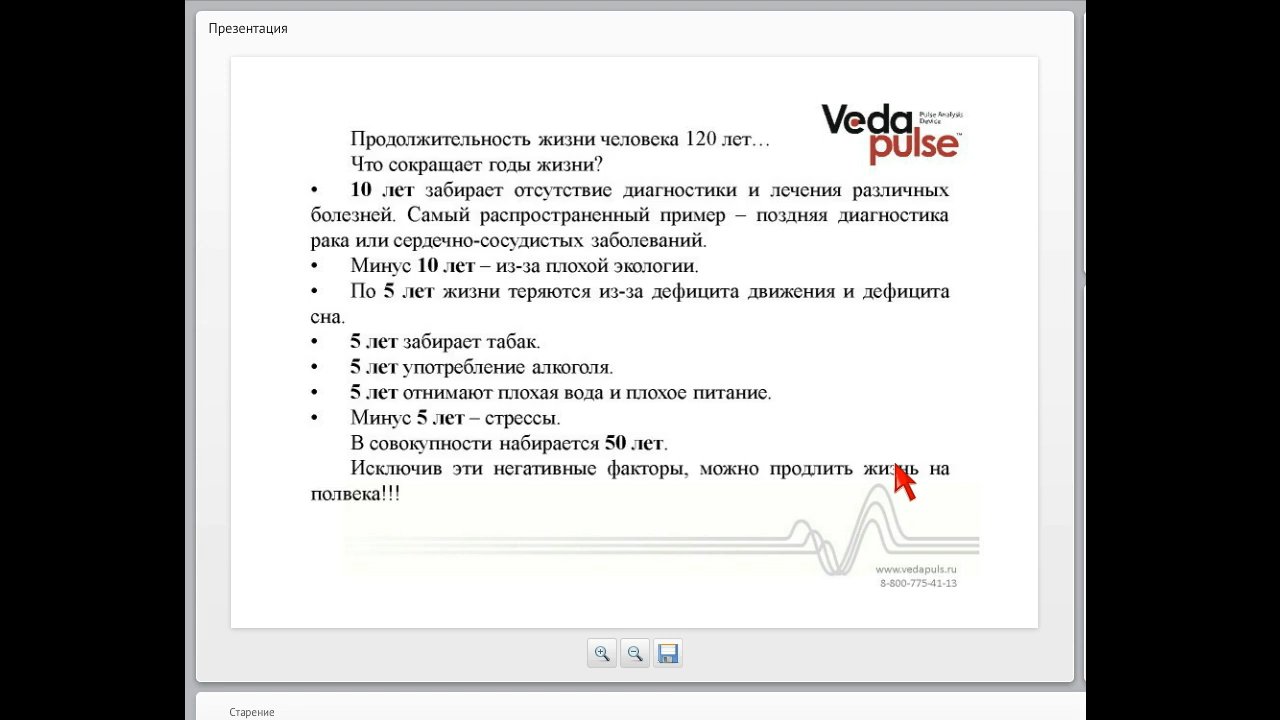 Презентация
Veda
pulse™
Pulse Analysis
Device
Продолжительность жизни человека 120 лет…
Что сокращает годы жизни?
• 10 лет забирает отсутствие диагностики и лечения различных
болезней. Самый распространенный пример – поздняя диагностика
рака или сердечно-сосудистых заболеваний.
• Минус 10 лет – из-за плохой экологии.
• По 5 лет жизни теряются из-за дефицита движения и дефицита
сна.
• 5 лет забирает табак.
• 5 лет употребление алкоголя.
• 5 лет отнимают плохая вода и плохое питание.
• Минус 5 лет – стрессы.
В совокупности набирается 50 лет.
Исключив эти негативные факторы, можно продлить жизнь на
полвека!!!
www.vedapuls.ru
8-800-775-41-13
Старение